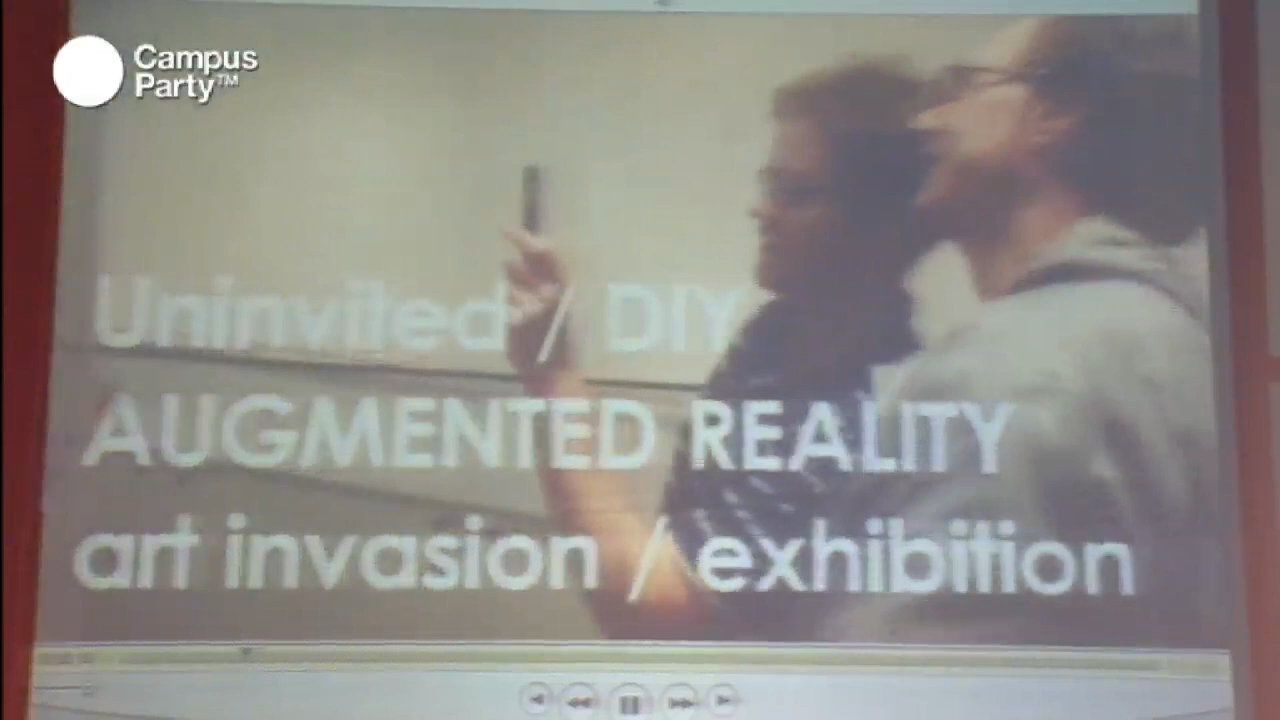 Campus
Party™
Uninvited / DIY
AUGMENTED REALITY
art invasion / exhibition